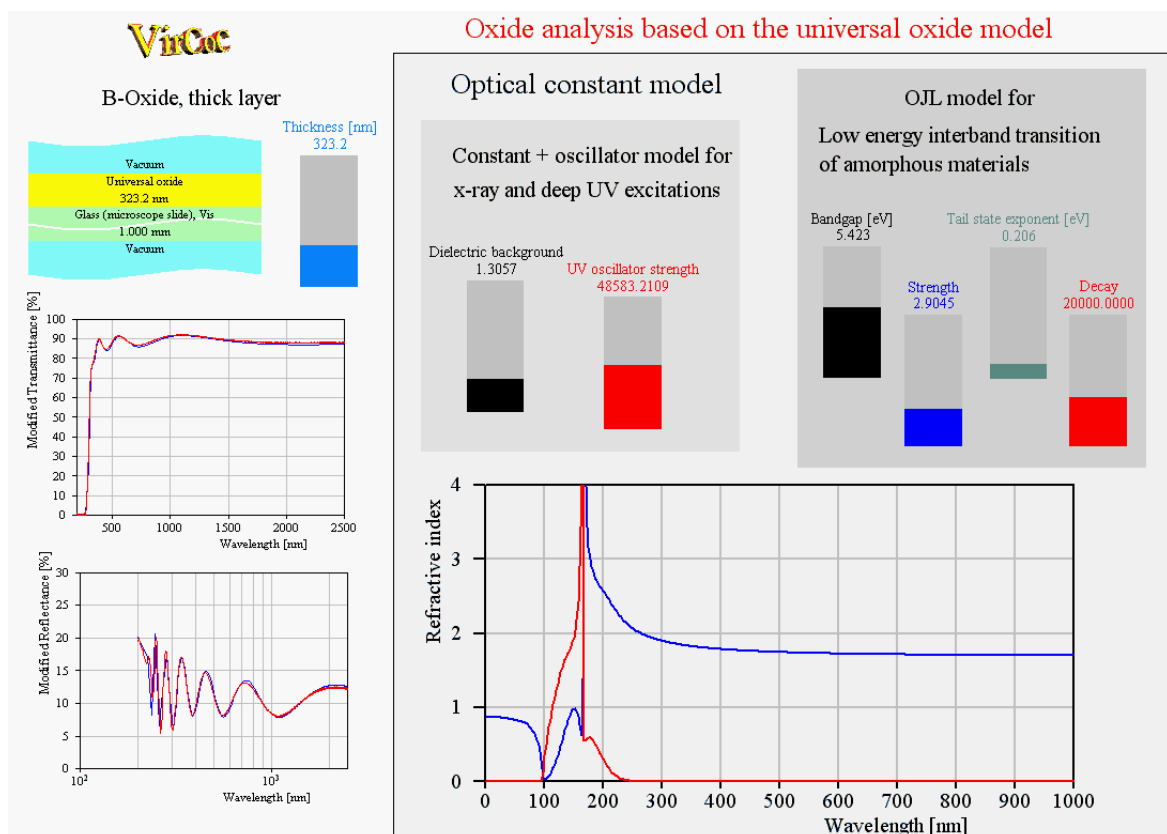 VirCoC
Oxide analysis based on the universal oxide model
B-Oxide, thick layer
Thickness [nm]
323.2
Vacuum
Universal oxide
323.2 nm
Glass (microscope slide), Vis
1.000 mm
Vacuum
Modified Transmittance [%]
100
90
80
70
60
50
40
30
20
10
0
500
1000
1500
2000
2500
Wavelength [nm]
Modified Reflectance [%]
30
25
20
15
10
5
0
10²
10³
Wavelength [nm]
Optical constant model
Constant + oscillator model for
x-ray and deep UV excitations
Dielectric background
1.3057
UV oscillator strength
48583.2109
OJL model for
Low energy interband transition
of amorphous materials
Bandgap [eV]
5.423
Strength
2.9045
Tail state exponent [eV]
0.206
Decay
20000.0000
Refractive index
4
3
2
1
0
0
100
200
300
400
500
600
700
800
900
1000
Wavelength [nm]